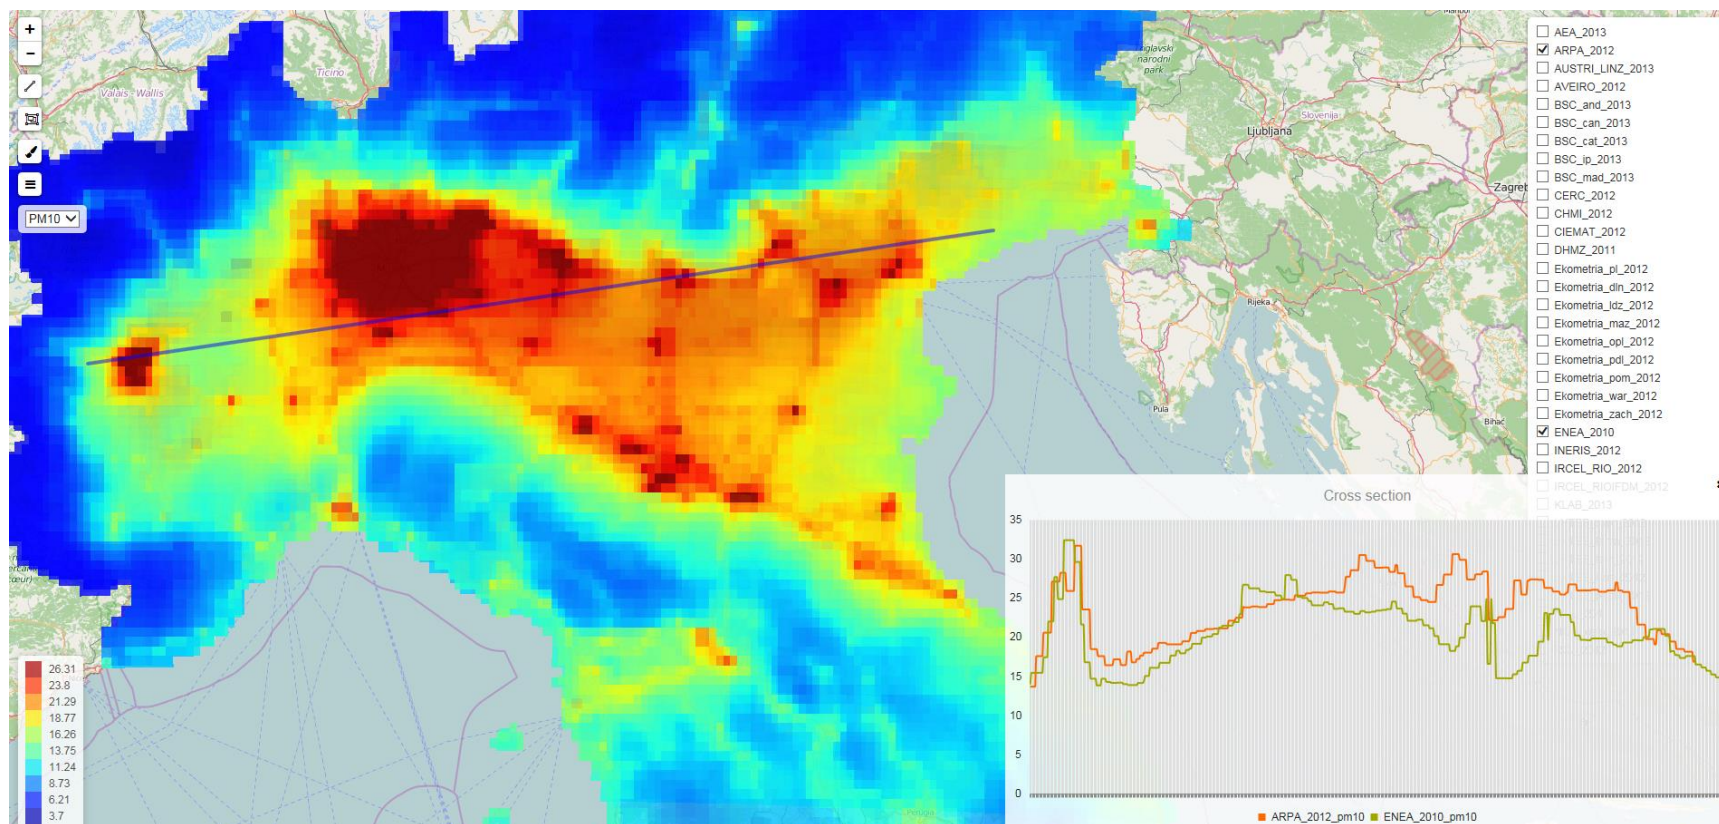 +
−
PM10
Valais - Wallis
Ticino
narodni
park
Ljubljana
Slovenija
Zagreb
Rijeka
Pula
Bihać
AEA_2013
ARPA_2012
AUSTRI_LINZ_2013
AVEIRO_2012
BSC_and_2013
BSC_can_2013
BSC_cat_2013
BSC_ip_2013
BSC_mad_2013
CERC_2012
CHMI_2012
CIEMAT_2012
DHMZ_2011
Ekometria_pl_2012
Ekometria_dln_2012
Ekometria_ldz_2012
Ekometria_maz_2012
Ekometria_opl_2012
Ekometria_pdl_2012
Ekometria_pom_2012
Ekometria_war_2012
Ekometria_zach_2012
ENEA_2010
INERIS_2012
IRCEL_RIO_2012
IRCEL_RIOIFDM_2012
KLAB_2013
26.31
23.8
21.29
18.77
16.26
13.75
11.24
8.73
6.21
3.7
Cross section
35
30
25
20
15
10
5
0
ARPA_2012_pm10 ENEA_2010_pm10